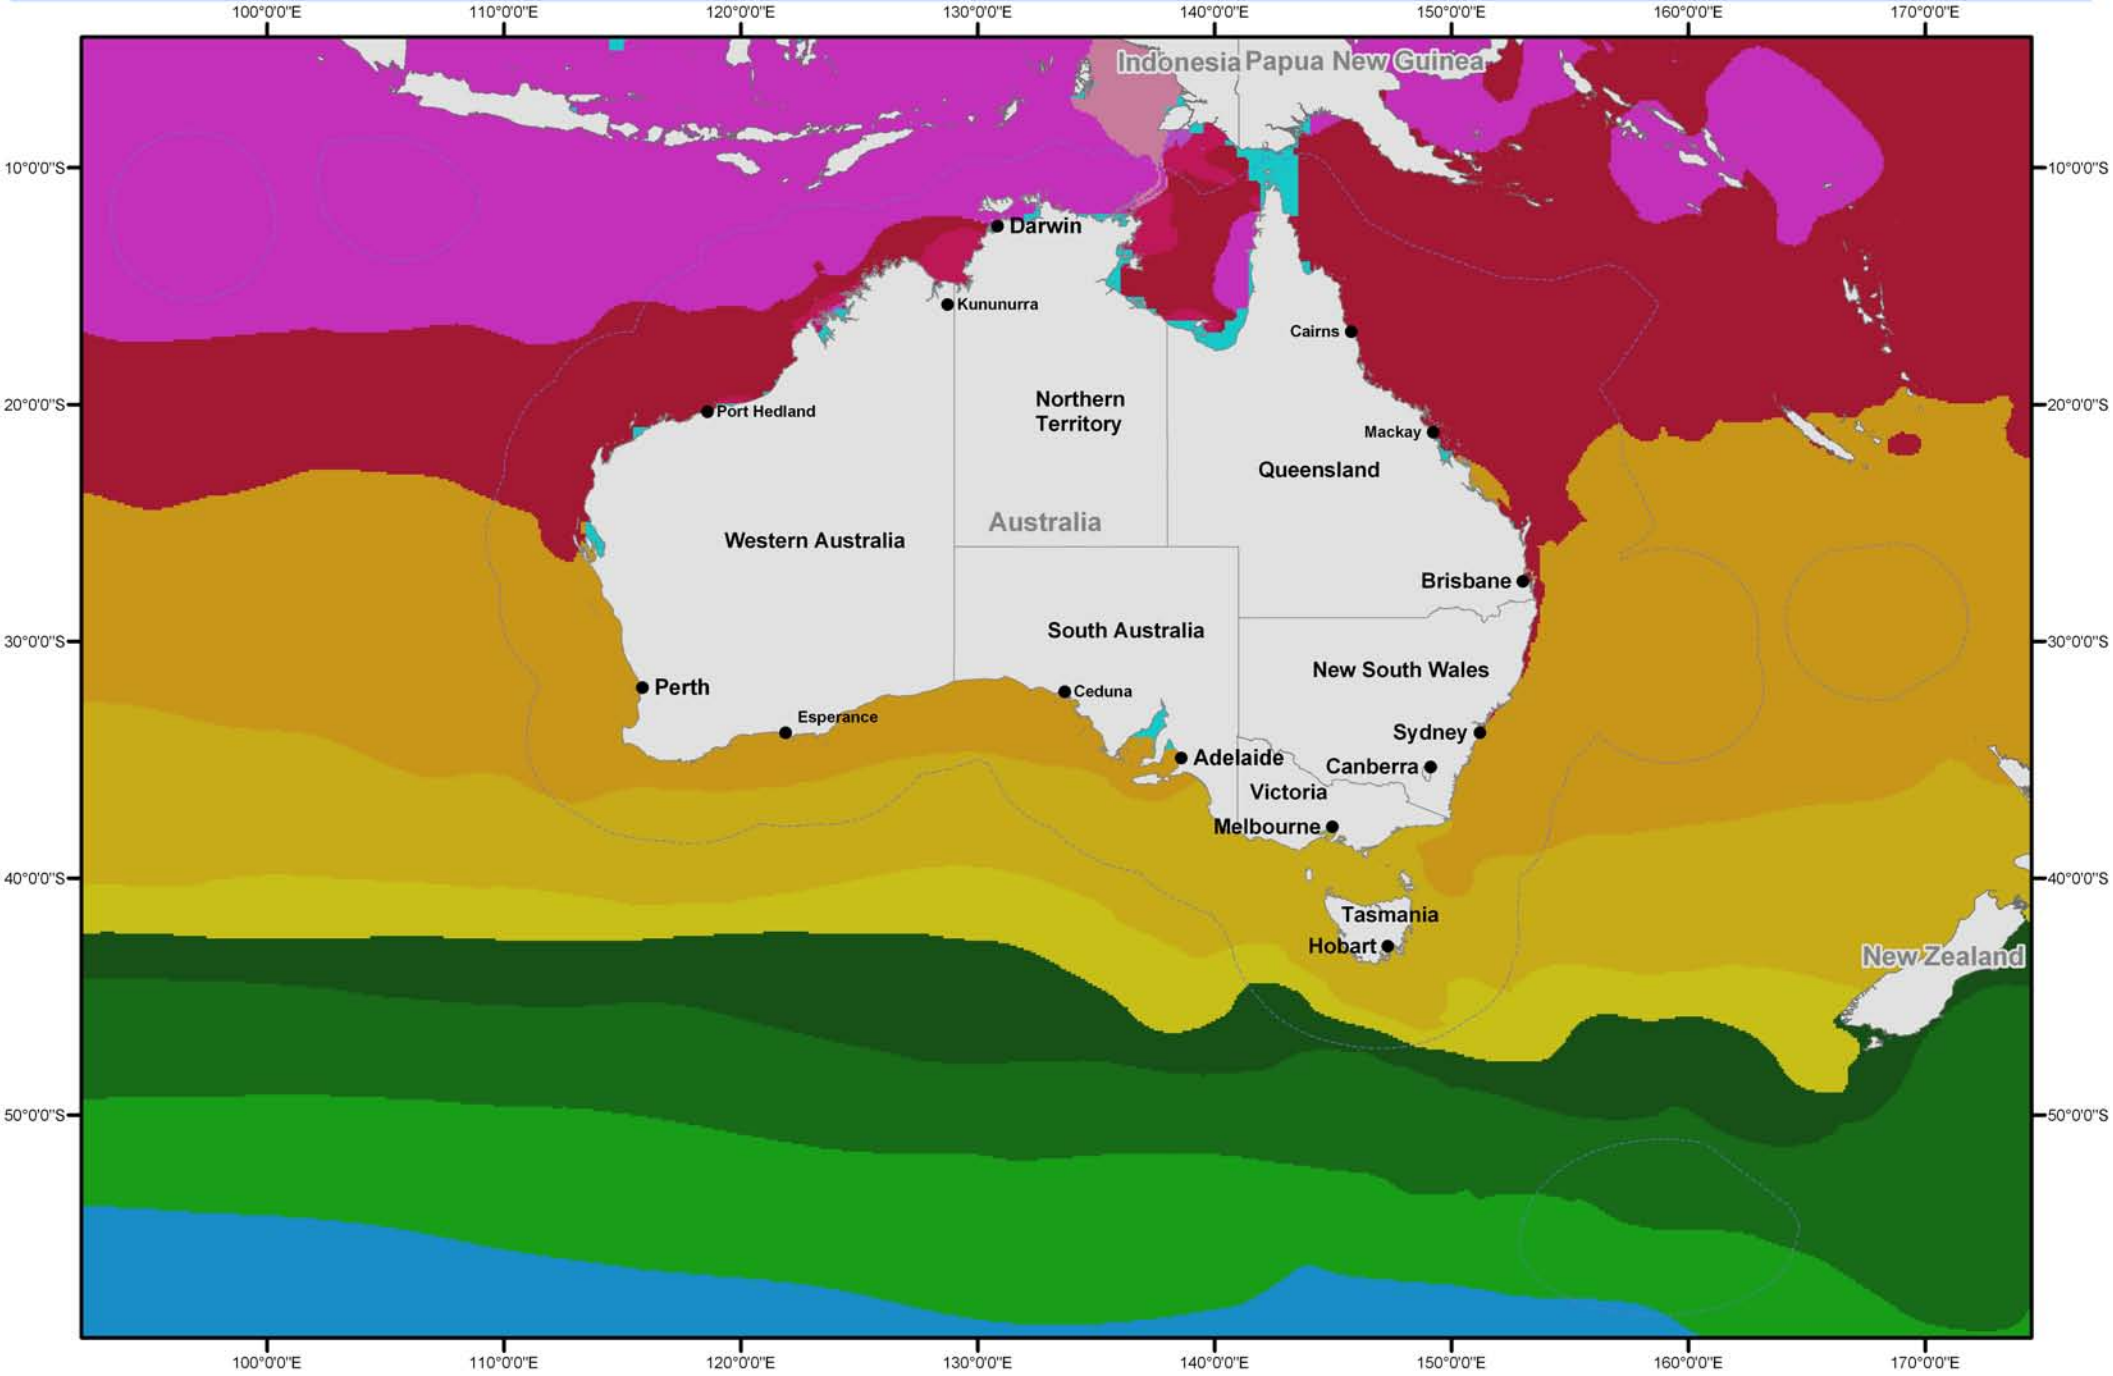 100°0'0"E 110°0'0"E 120°0'0"E 130°0'0"E 140°0'0"E 150°0'0"E 160°0'0"E 170°0'0"E
Indonesia Papua New Guinea
10°0'0"S 10°0'0"S
Darwin
Kununurra
Cairns
20°0'0"S 20°0'0"S
Northern
Territory
Port Hedland
Mackay
Queensland
Australia
Western Australia
Brisbane
South Australia
30°0'0"S 30°0'0"S
New South Wales
Perth
Ceduna
Esperance
Sydney
Adelaide
Canberra
Victoria
Melbourne
40°0'0"S 40°0'0"S
Tasmania
Hobart
New Zealand
50°0'0"S 50°0'0"S
100°0'0"E 110°0'0"E 120°0'0"E 130°0'0"E 140°0'0"E 150°0'0"E 160°0'0"E 170°0'0"E